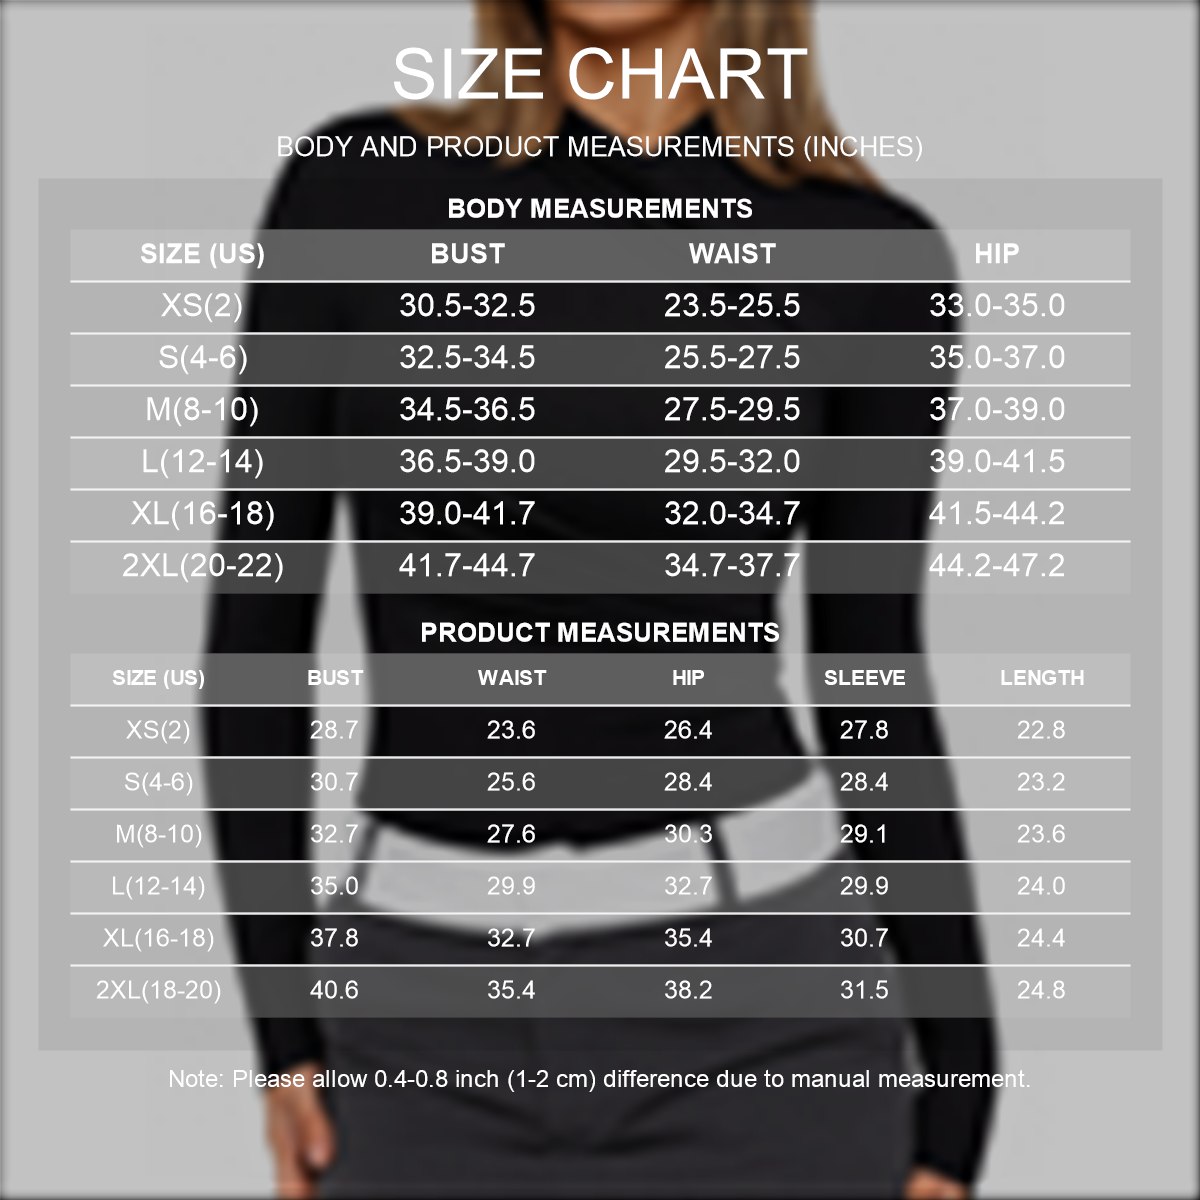 SIZE CHART
BODY AND PRODUCT MEASUREMENTS (INCHES)
BODY MEASUREMENTS
SIZE (US) BUST WAIST HIP
XS(2) 30.5-32.5 23.5-25.5 33.0-35.0
S(4-6) 32.5-34.5 25.5-27.5 35.0-37.0
M(8-10) 34.5-36.5 27.5-29.5 37.0-39.0
L(12-14) 36.5-39.0 29.5-32.0 39.0-41.5
XL(16-18) 39.0-41.7 32.0-34.7 41.5-44.2
2XL(20-22) 41.7-44.7 34.7-37.7 44.2-47.2
PRODUCT MEASUREMENTS
SIZE (US) BUST WAIST HIP SLEEVE LENGTH
XS(2) 28.7 23.6 26.4 27.8 22.8
S(4-6) 30.7 25.6 28.4 28.4 23.2
M(8-10) 32.7 27.6 30.3 29.1 23.6
L(12-14) 35.0 29.9 32.7 29.9 24.0
XL(16-18) 37.8 32.7 35.4 30.7 24.4
2XL(18-20) 40.6 35.4 38.2 31.5 24.8
Note: Please allow 0.4-0.8 inch (1-2 cm) difference due to manual measurement.